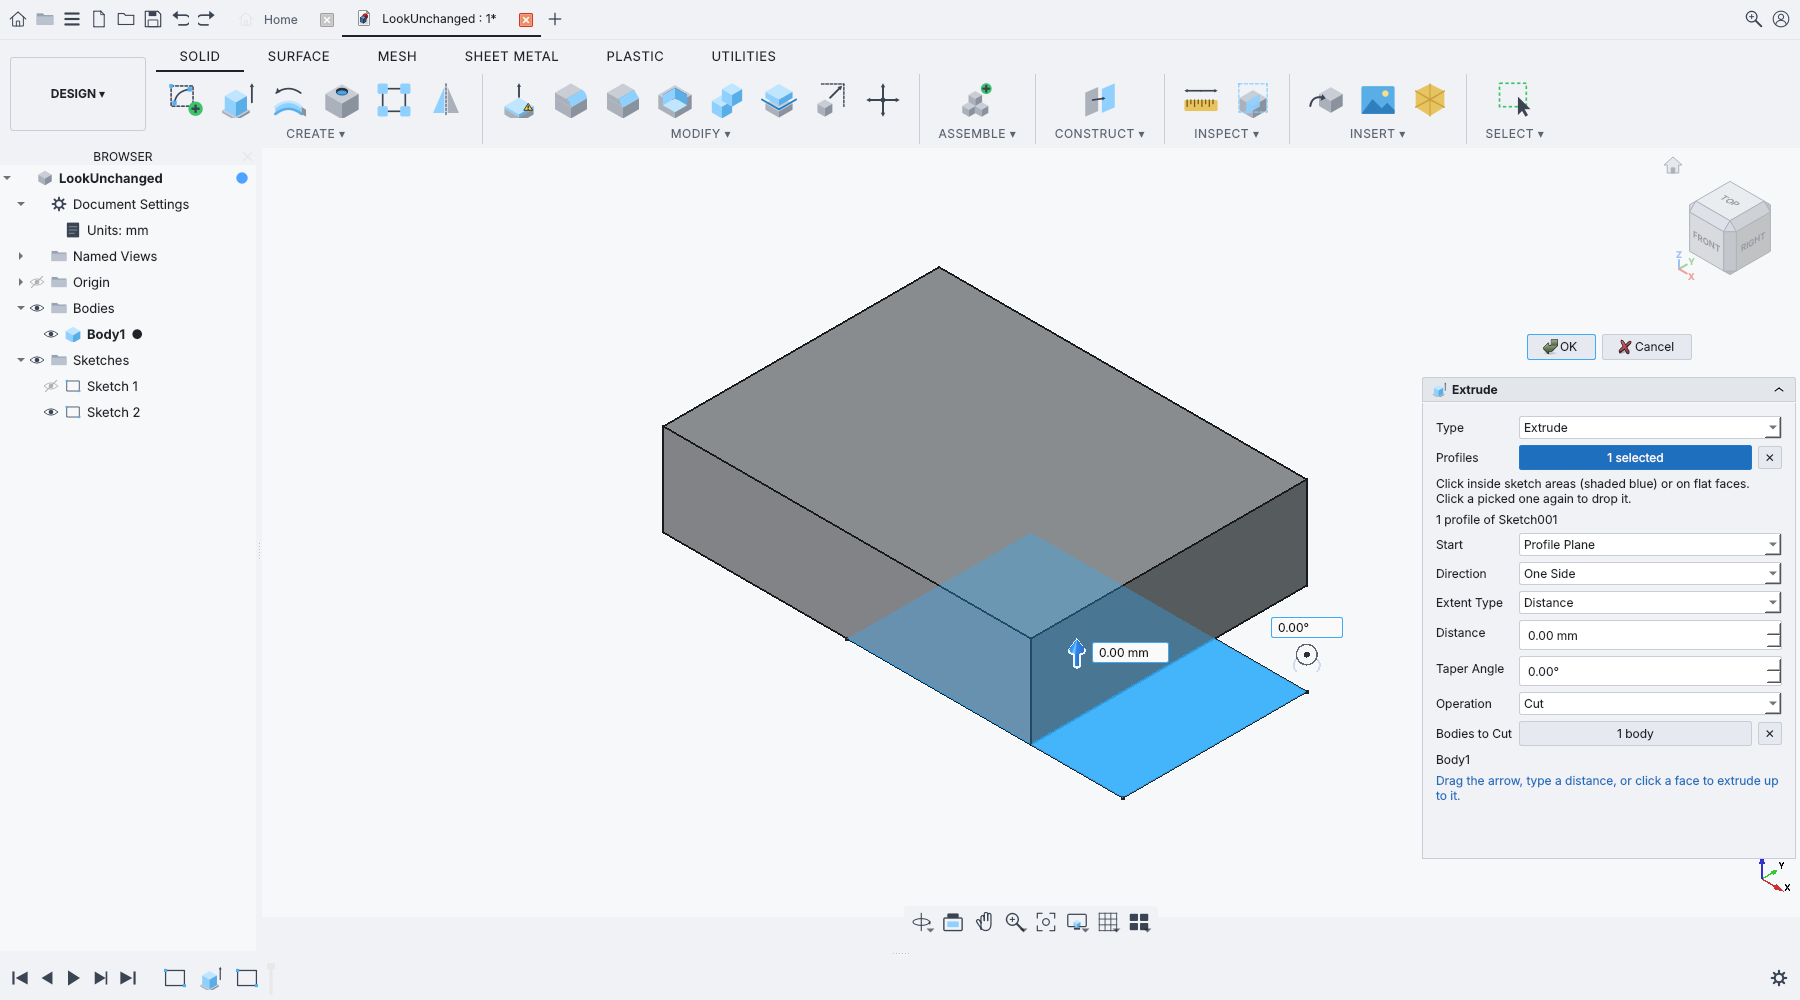 Home
LookUnchanged : 1*
DESIGN ▾
SOLID
SURFACE
MESH
SHEET METAL
PLASTIC
UTILITIES
CREATE ▾
MODIFY ▾
ASSEMBLE ▾
CONSTRUCT ▾
INSPECT ▾
INSERT ▾
SELECT ▾
BROWSER
LookUnchanged
Document Settings
Units: mm
Named Views
Origin
Bodies
Body1
Sketches
Sketch 1
Sketch 2
TOP
FRONT
RIGHT
Z
Y
X
OK
Cancel
Extrude
Type
Extrude
Profiles
1 selected
Click inside sketch areas (shaded blue) or on flat faces.
Click a picked one again to drop it.
1 profile of Sketch001
Start
Profile Plane
Direction
One Side
Extent Type
Distance
Distance
0.00 mm
Taper Angle
0.00°
Operation
Cut
Bodies to Cut
1 body
Body1
Drag the arrow, type a distance, or click a face to extrude up
to it.
0.00°
0.00 mm
Y
X